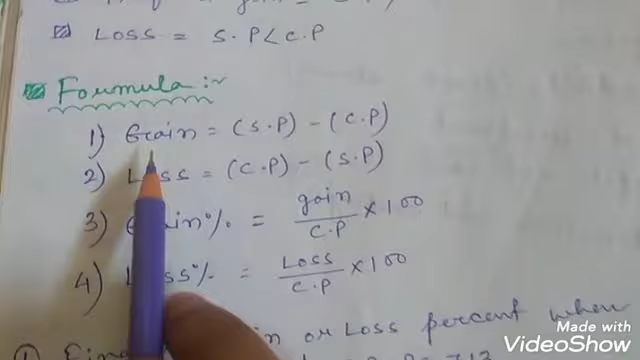 Loss = S.P < C.P
Formula :-
1) Gain = (S.P) - (C.P)
2) Loss = (C.P) - (S.P)
3) Gain% = gain/C.P × 100
4) Loss% = Loss/C.P × 100
or Loss percent when
Made with
VideoShow